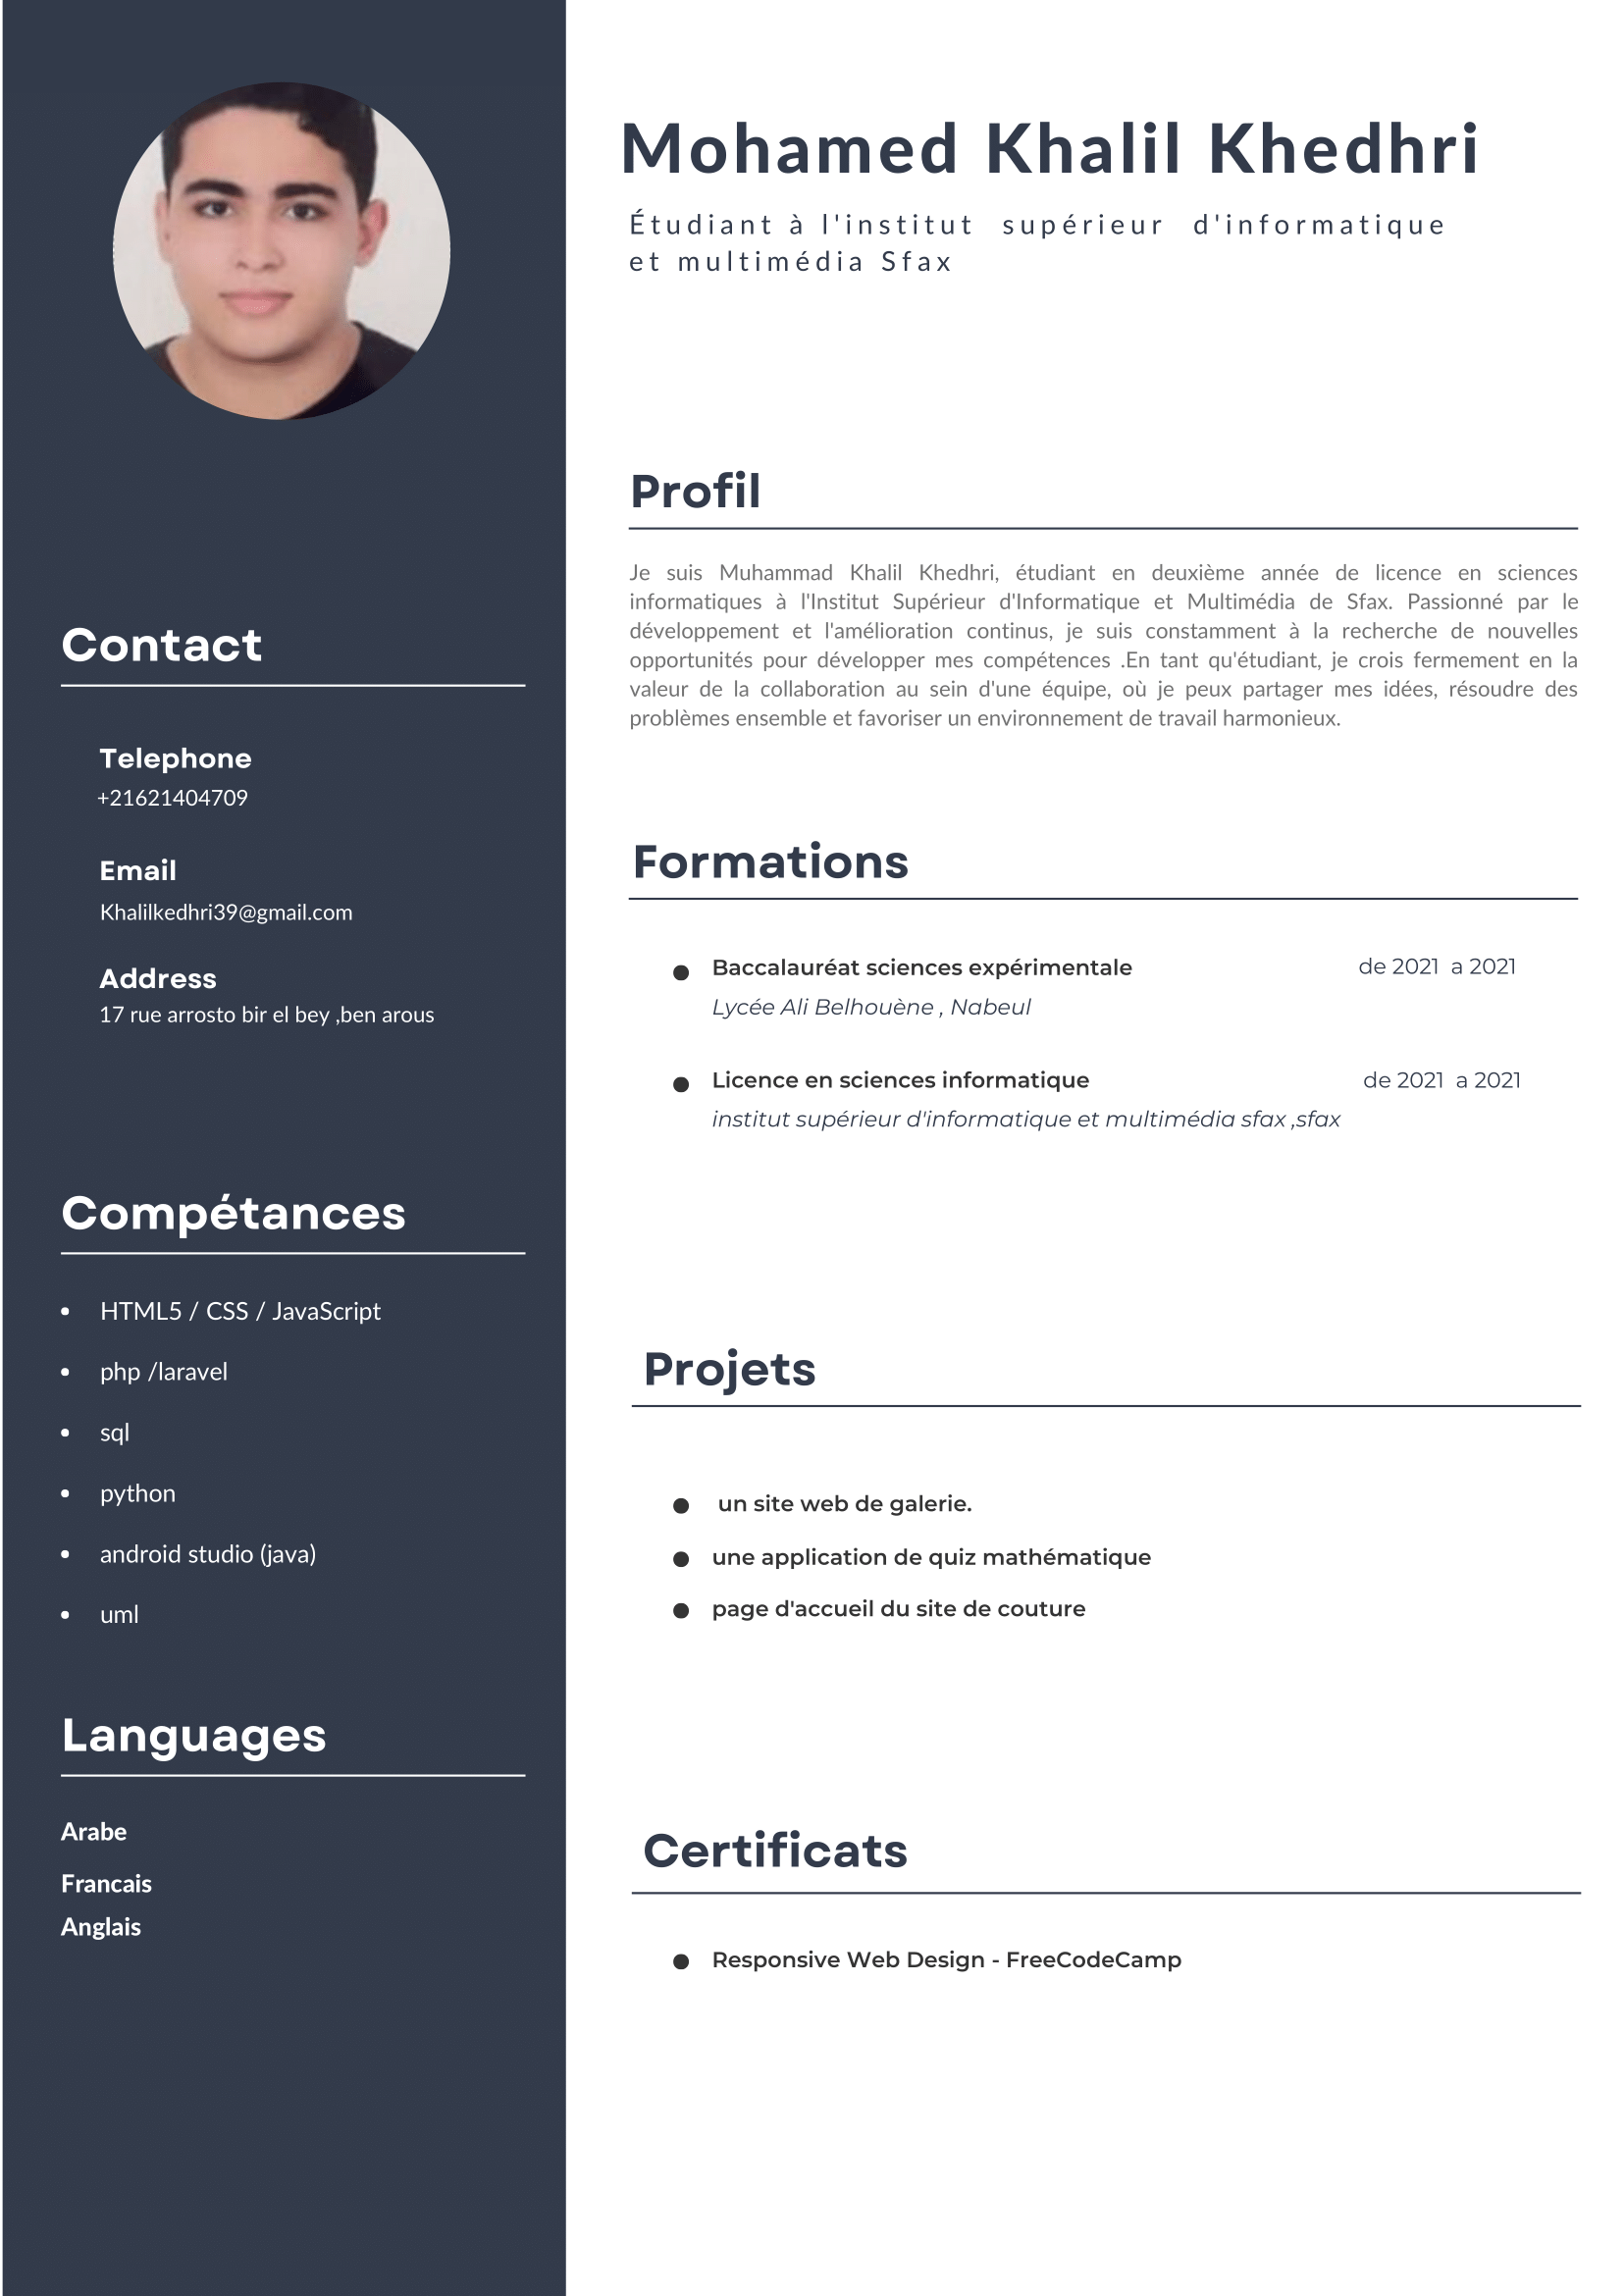 Mohamed Khalil Khedhri
Étudiant à l'institut supérieur d'informatique
et multimédia Sfax
Contact
Telephone
+21621404709
Email
Khalilkedhri39@gmail.com
Address
17 rue arrosto bir el bey ,ben arous
Compétances
• HTML5 / CSS / JavaScript
• php /laravel
• sql
• python
• android studio (java)
• uml
Languages
Arabe
Francais
Anglais
Profil
Je suis Muhammad Khalil Khedhri, étudiant en deuxième année de licence en sciences
informatiques à l'Institut Supérieur d'Informatique et Multimédia de Sfax. Passionné par le
développement et l'amélioration continus, je suis constamment à la recherche de nouvelles
opportunités pour développer mes compétences .En tant qu'étudiant, je crois fermement en la
valeur de la collaboration au sein d'une équipe, où je peux partager mes idées, résoudre des
problèmes ensemble et favoriser un environnement de travail harmonieux.
Formations
• Baccalauréat sciences expérimentale de 2021 a 2021
Lycée Ali Belhouène , Nabeul
• Licence en sciences informatique de 2021 a 2021
institut supérieur d'informatique et multimédia sfax ,sfax
Projets
• un site web de galerie.
• une application de quiz mathématique
• page d'accueil du site de couture
Certificats
• Responsive Web Design - FreeCodeCamp